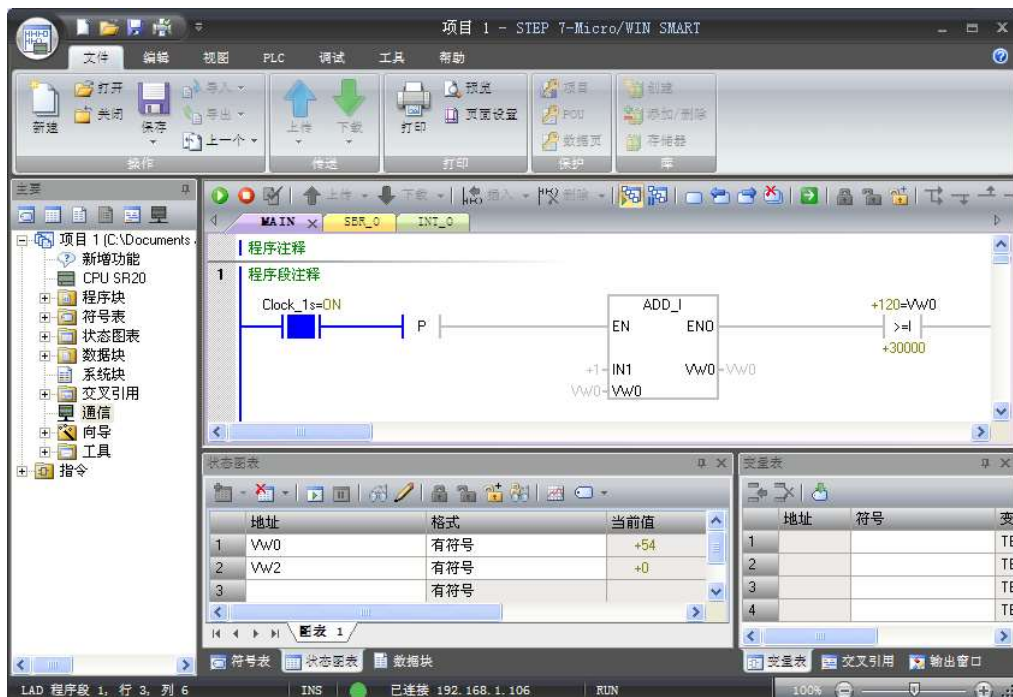 项目 1 - STEP 7-Micro/WIN SMART
文件 编辑 视图 PLC 调试 工具 帮助
新建 打开 关闭 保存 导入 导出 上一个 上传 下载 打印 预览 页面设置 项目 POU 数据页 创建 添加/删除 存储器
操作 传送 打印 保护 库
主要
项目 1 (C:\Documents
新增功能
CPU SR20
程序块
符号表
状态图表
数据块
系统块
交叉引用
通信
向导
工具
指令
上传 下载 插入 删除
MAIN SBR_0 INT_0
程序注释
1 程序段注释
Clock_1s=ON ADD_I +120=VW0
P EN ENO >=I
+30000
+1 IN1 VW0 VW0
VW0 VW0
状态图表
地址 格式 当前值
1 VW0 有符号 +54
2 VW2 有符号 +0
3 有符号
图表 1
符号表 状态图表 数据块
变量表
地址 符号 变
1 TE
2 TE
3 TE
4 TE
变量表 交叉引用 输出窗口
LAD 程序段 1, 行 3, 列 6 INS 已连接 192.168.1.106 RUN 100%